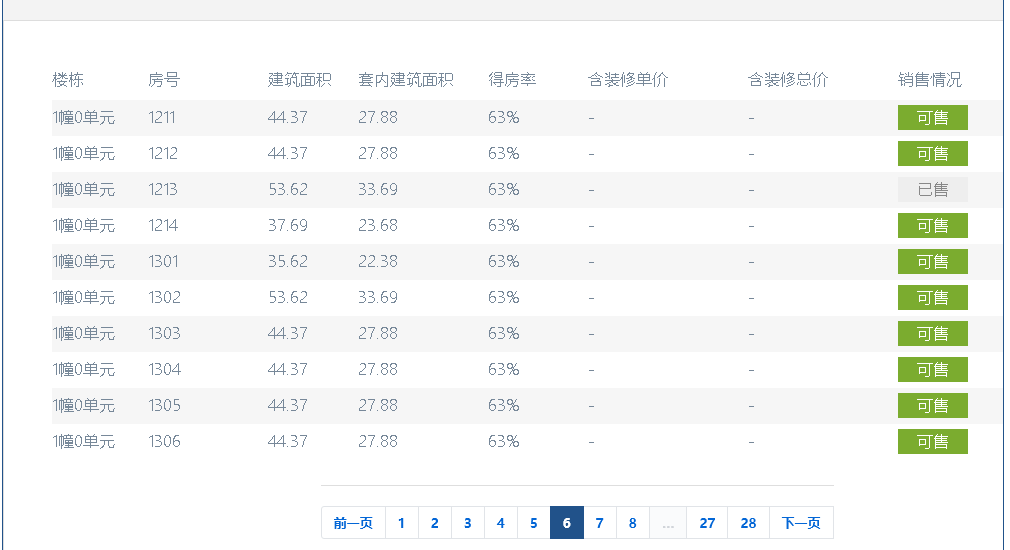 楼栋 房号 建筑面积 套内建筑面积 得房率 含装修单价 含装修总价 销售情况
1幢0单元 1211 44.37 27.88 63% - - 可售
1幢0单元 1212 44.37 27.88 63% - - 可售
1幢0单元 1213 53.62 33.69 63% - - 已售
1幢0单元 1214 37.69 23.68 63% - - 可售
1幢0单元 1301 35.62 22.38 63% - - 可售
1幢0单元 1302 53.62 33.69 63% - - 可售
1幢0单元 1303 44.37 27.88 63% - - 可售
1幢0单元 1304 44.37 27.88 63% - - 可售
1幢0单元 1305 44.37 27.88 63% - - 可售
1幢0单元 1306 44.37 27.88 63% - - 可售
前一页 1 2 3 4 5 6 7 8 ... 27 28 下一页